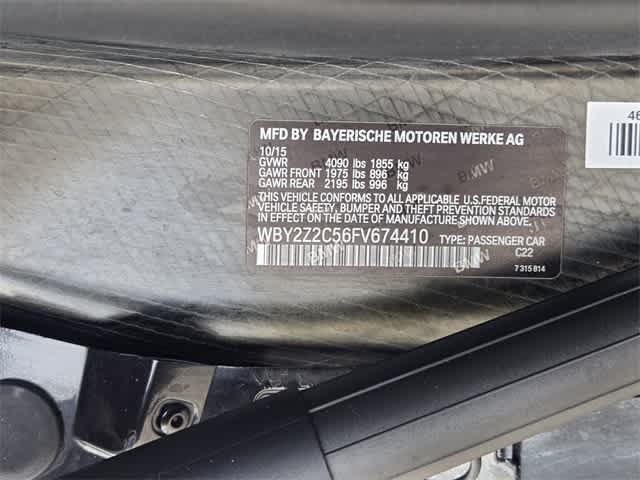 MFD BY BAYERISCHE MOTOREN WERKE AG
10/15
GVWR 4090 lbs 1855 kg
GAWR FRONT 1975 lbs 896 kg
GAWR REAR 2195 lbs 996 kg
THIS VEHICLE CONFORMS TO ALL APPLICABLE U.S.FEDERAL MOTOR
VEHICLE SAFETY, BUMPER AND THEFT PREVENTION STANDARDS
IN EFFECT ON THE DATE OF MANUFACTURE SHOWN ABOVE.
WBY2Z2C56FV674410 TYPE: PASSENGER CAR
C22
7 315 814
46